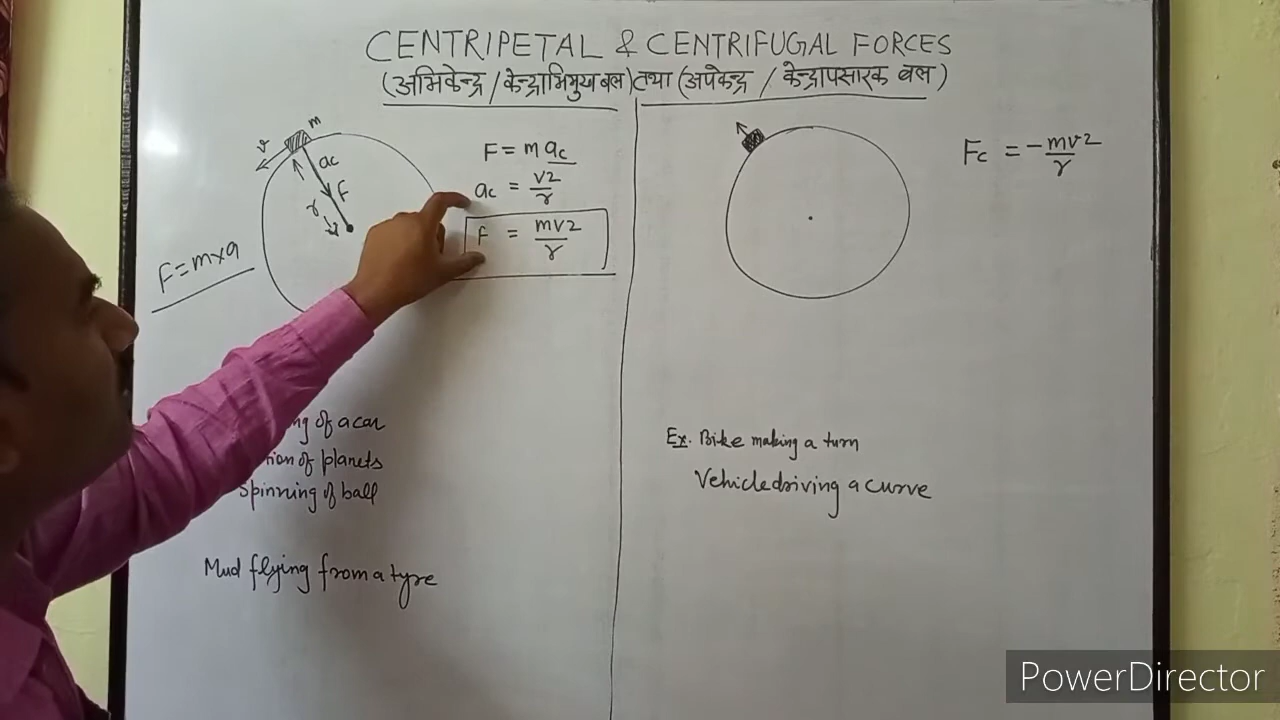 CENTRIPETAL & CENTRIFUGAL FORCES
(अभिकेन्द्र / केन्द्राभिमुख बल) तथा (अपकेन्द्र / केन्द्रापसारक बल)
m
v
ac
F
r
F = m ac
ac = v2/r
F = mv2/r
F = m x a
ng of a car
ion of planets
Spinning of ball
Mud flying from a tyre
Fc = - mv2/r
Ex. Bike making a turn
Vehicle driving a curve
PowerDirector